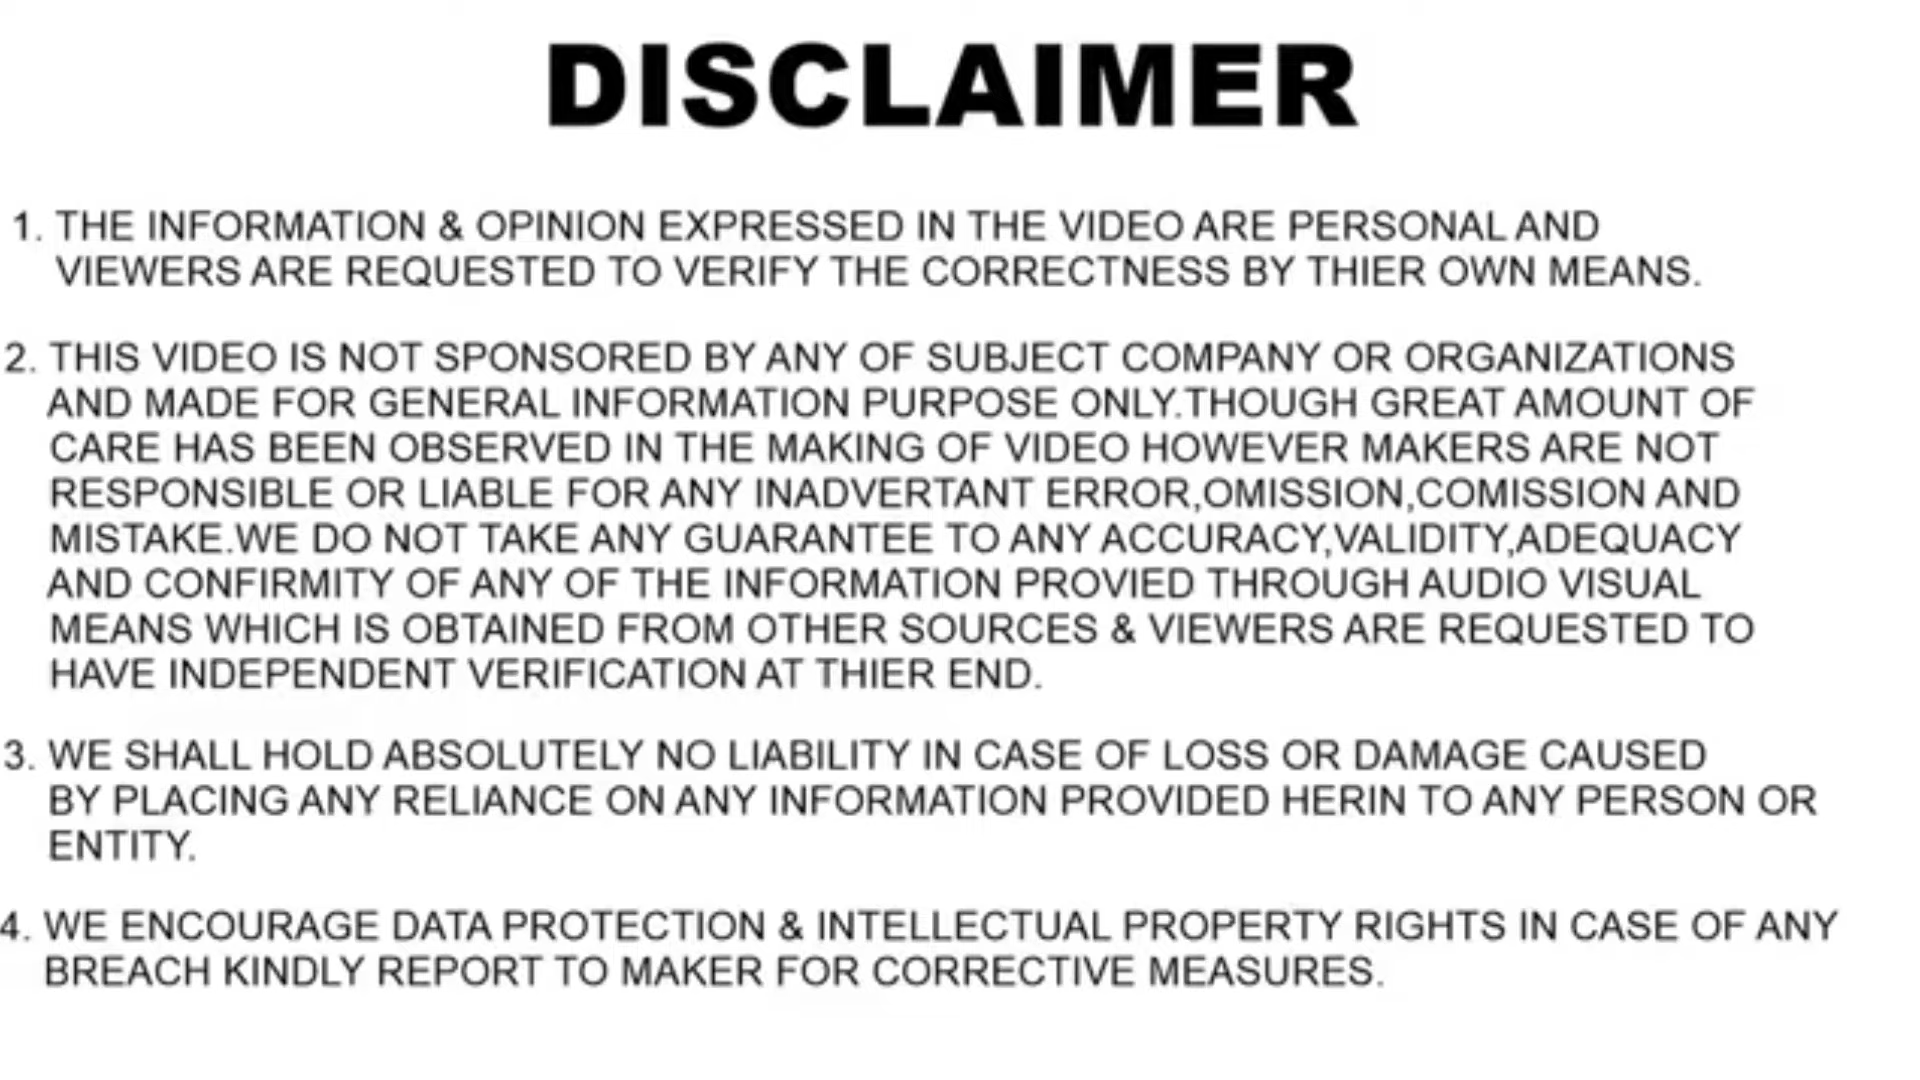 DISCLAIMER
1. THE INFORMATION & OPINION EXPRESSED IN THE VIDEO ARE PERSONAL AND
VIEWERS ARE REQUESTED TO VERIFY THE CORRECTNESS BY THIER OWN MEANS.
2. THIS VIDEO IS NOT SPONSORED BY ANY OF SUBJECT COMPANY OR ORGANIZATIONS
AND MADE FOR GENERAL INFORMATION PURPOSE ONLY.THOUGH GREAT AMOUNT OF
CARE HAS BEEN OBSERVED IN THE MAKING OF VIDEO HOWEVER MAKERS ARE NOT
RESPONSIBLE OR LIABLE FOR ANY INADVERTANT ERROR,OMISSION,COMISSION AND
MISTAKE.WE DO NOT TAKE ANY GUARANTEE TO ANY ACCURACY,VALIDITY,ADEQUACY
AND CONFIRMITY OF ANY OF THE INFORMATION PROVIED THROUGH AUDIO VISUAL
MEANS WHICH IS OBTAINED FROM OTHER SOURCES & VIEWERS ARE REQUESTED TO
HAVE INDEPENDENT VERIFICATION AT THIER END.
3. WE SHALL HOLD ABSOLUTELY NO LIABILITY IN CASE OF LOSS OR DAMAGE CAUSED
BY PLACING ANY RELIANCE ON ANY INFORMATION PROVIDED HERIN TO ANY PERSON OR
ENTITY.
4. WE ENCOURAGE DATA PROTECTION & INTELLECTUAL PROPERTY RIGHTS IN CASE OF ANY
BREACH KINDLY REPORT TO MAKER FOR CORRECTIVE MEASURES.